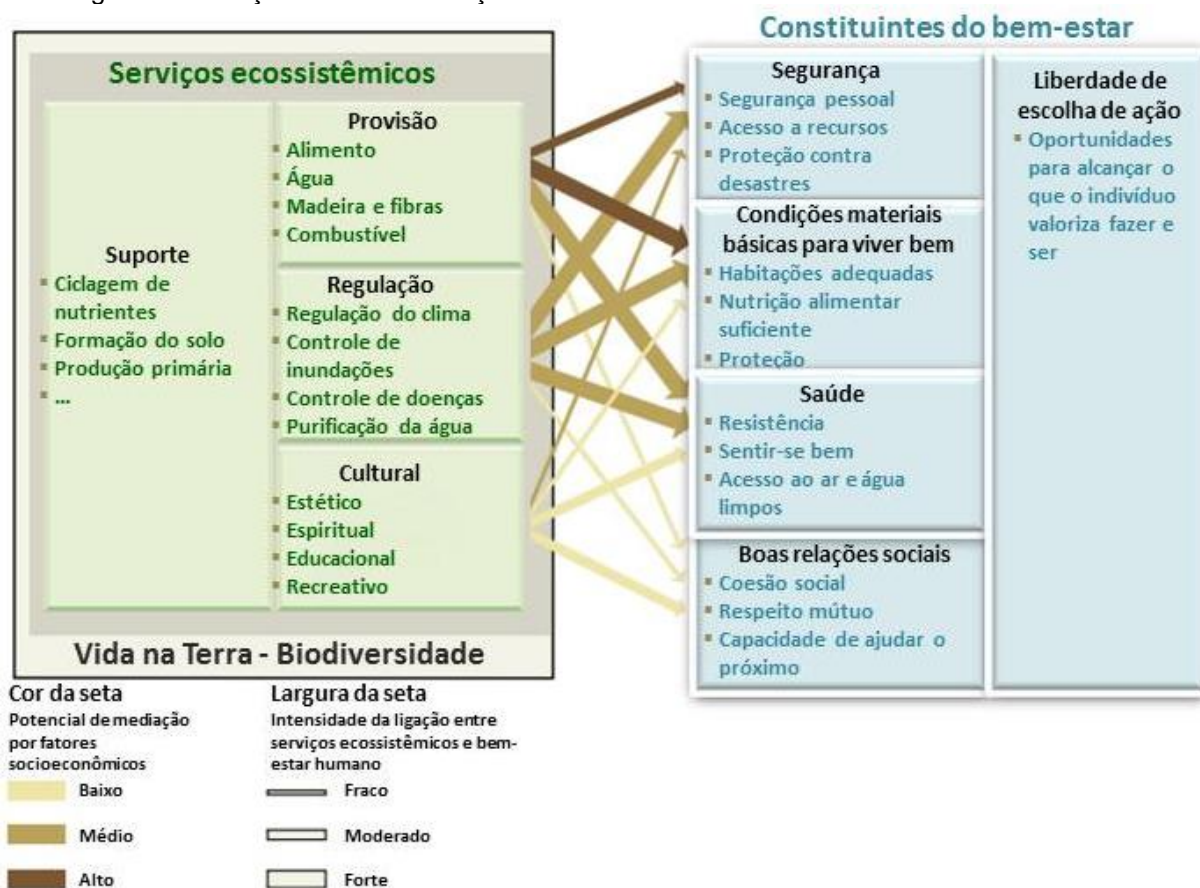 Constituintes do bem-estar
Serviços ecossistêmicos
Suporte
▪ Ciclagem de
nutrientes
▪ Formação do solo
▪ Produção primária
▪ ...
Provisão
▪ Alimento
▪ Água
▪ Madeira e fibras
▪ Combustível
Regulação
▪ Regulação do clima
▪ Controle de
inundações
▪ Controle de doenças
▪ Purificação da água
Cultural
▪ Estético
▪ Espiritual
▪ Educacional
▪ Recreativo
Vida na Terra - Biodiversidade
Segurança
▪ Segurança pessoal
▪ Acesso a recursos
▪ Proteção contra
desastres
Condições materiais
básicas para viver bem
▪ Habitações adequadas
▪ Nutrição alimentar
suficiente
▪ Proteção
Saúde
▪ Resistência
▪ Sentir-se bem
▪ Acesso ao ar e água
limpos
Boas relações sociais
▪ Coesão social
▪ Respeito mútuo
▪ Capacidade de ajudar o
próximo
Liberdade de
escolha de ação
▪ Oportunidades
para alcançar o
que o indivíduo
valoriza fazer e
ser
Cor da seta
Potencial de mediação
por fatores
socioeconômicos
Baixo
Médio
Alto
Largura da seta
Intensidade da ligação entre
serviços ecossistêmicos e bem-
estar humano
Fraco
Moderado
Forte